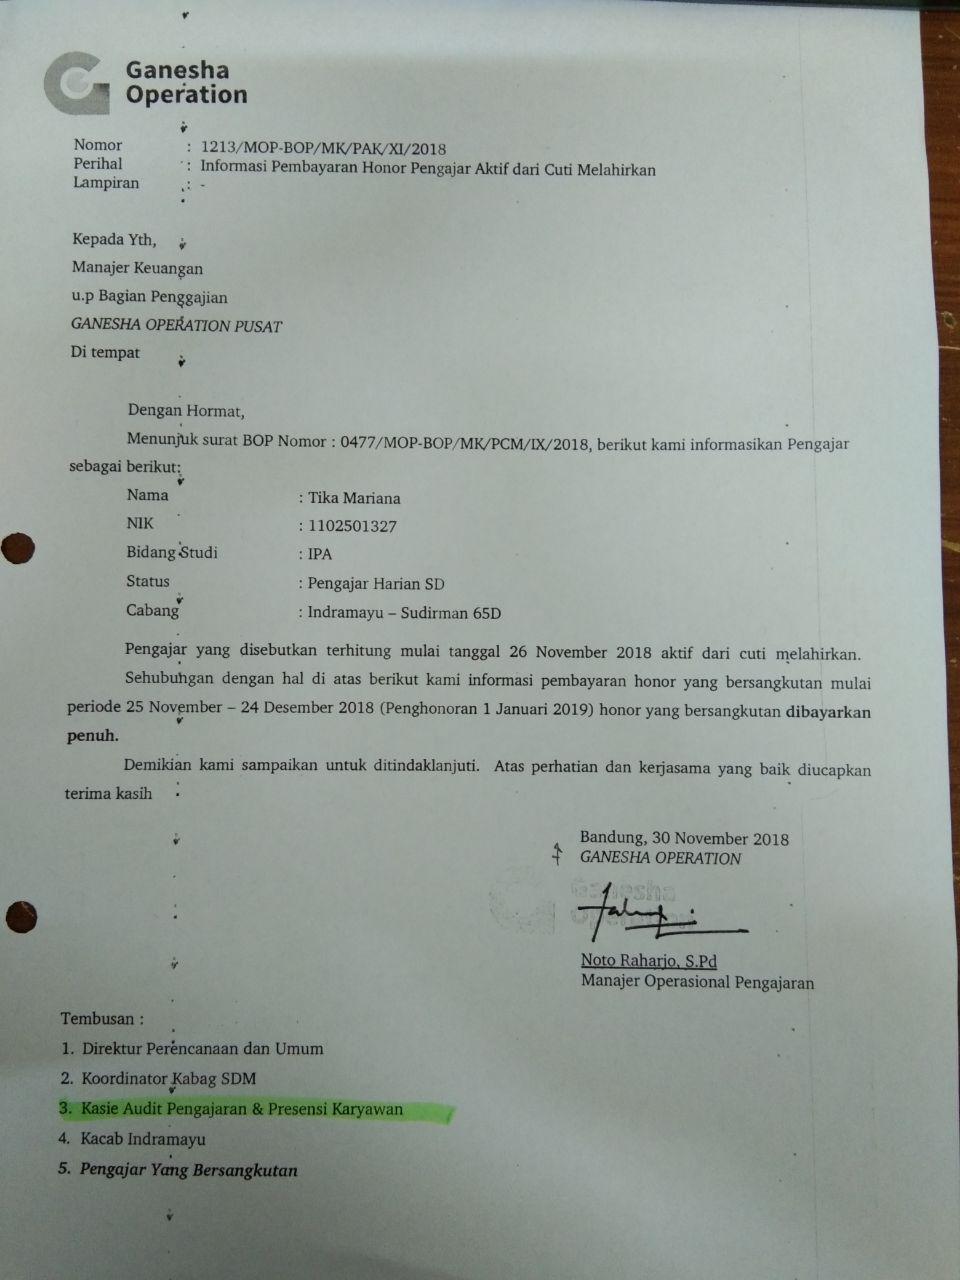 Ganesha
Operation
Nomor : 1213/MOP-BOP/MK/PAK/XI/2018
Perihal : Informasi Pembayaran Honor Pengajar Aktif dari Cuti Melahirkan
Lampiran : -
Kepada Yth,
Manajer Keuangan
u.p Bagian Penggajian
GANESHA OPERATION PUSAT
Di tempat
Dengan Hormat,
Menunjuk surat BOP Nomor : 0477/MOP-BOP/MK/PCM/IX/2018, berikut kami informasikan Pengajar
sebagai berikut:
Nama : Tika Mariana
NIK : 1102501327
Bidang Studi : IPA
Status : Pengajar Harian SD
Cabang : Indramayu – Sudirman 65D
Pengajar yang disebutkan terhitung mulai tanggal 26 November 2018 aktif dari cuti melahirkan.
Sehubungan dengan hal di atas berikut kami informasi pembayaran honor yang bersangkutan mulai
periode 25 November – 24 Desember 2018 (Penghonoran 1 Januari 2019) honor yang bersangkutan dibayarkan
penuh.
Demikian kami sampaikan untuk ditindaklanjuti. Atas perhatian dan kerjasama yang baik diucapkan
terima kasih
Bandung, 30 November 2018
GANESHA OPERATION
Ganesha
Operation
Noto Raharjo, S.Pd
Manajer Operasional Pengajaran
Tembusan :
1. Direktur Perencanaan dan Umum
2. Koordinator Kabag SDM
3. Kasie Audit Pengajaran & Presensi Karyawan
4. Kacab Indramayu
5. Pengajar Yang Bersangkutan